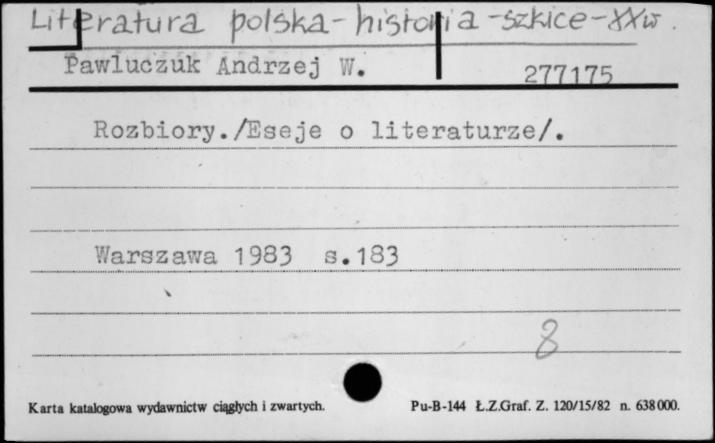 Literatura polska-historia-szkice-XXw.
Pawluczuk Andrzej W. 277175
Rozbiory./Eseje o literaturze/.
Warszawa 1983 s.183
8
Karta katalogowa wydawnictw ciągłych i zwartych. Pu-B-144 Ł.Z.Graf. Z. 120/15/82 n. 638000.